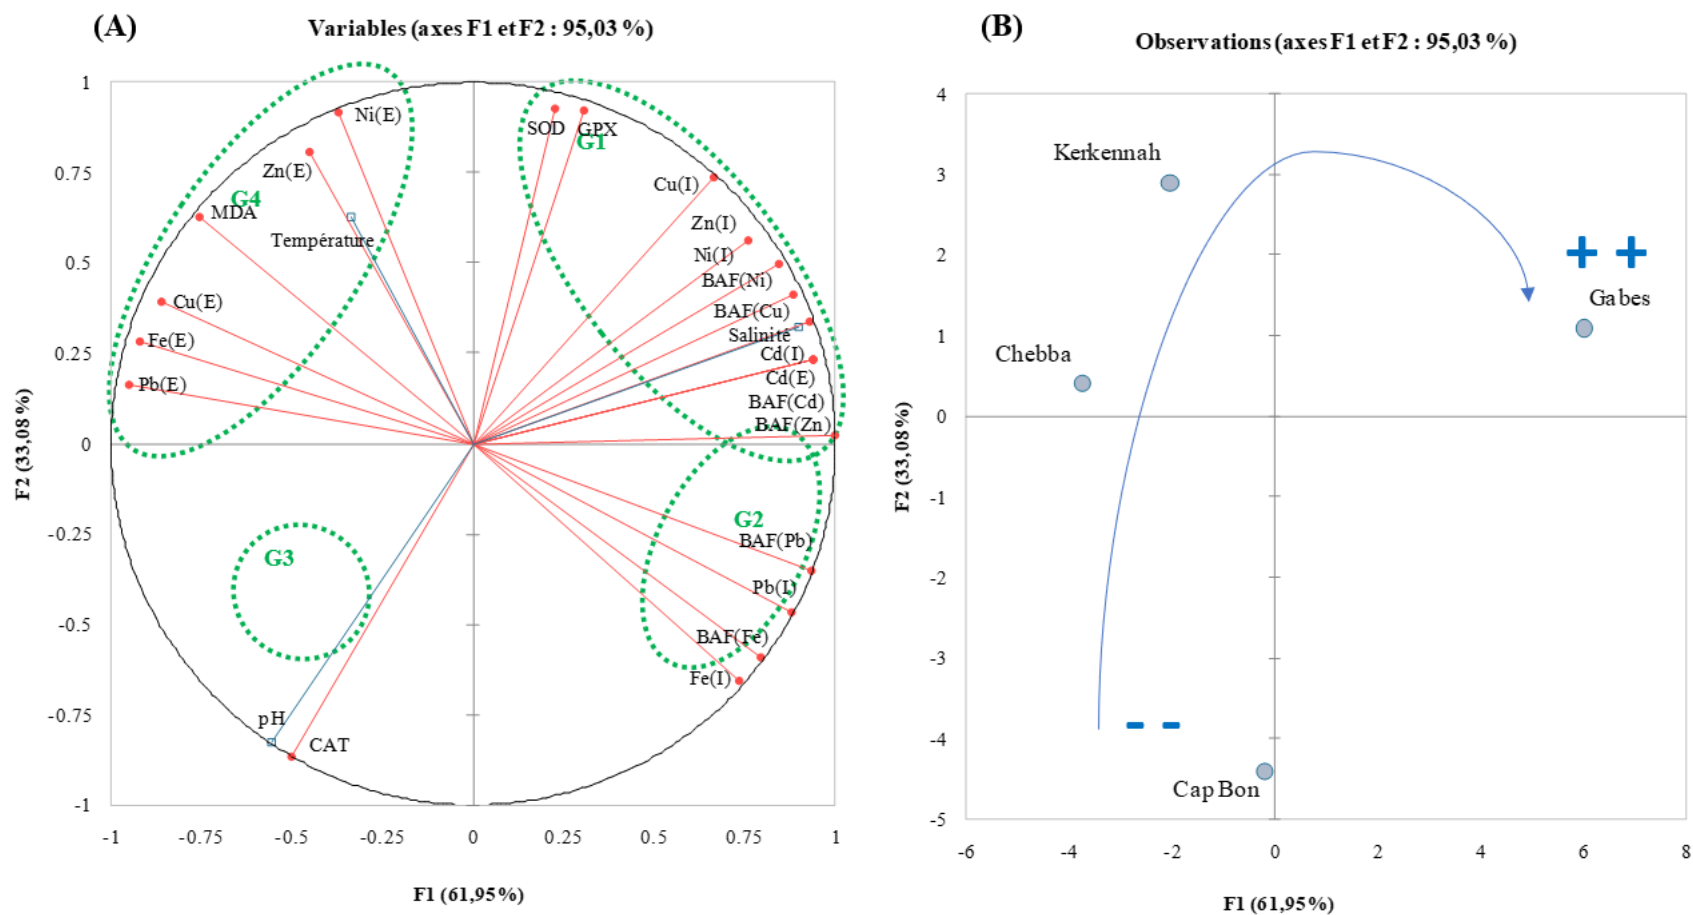 (A)
Variables (axes F1 et F2 : 95,03 %)
1
0.75
0.5
0.25
0
-0.25
-0.5
-0.75
-1
F2 (33,08 %)
Ni(E)
Zn(E)
G4
MDA
Température
Cu(E)
Fe(E)
Pb(E)
SOD
GPX
G1
Cu(I)
Zn(I)
Ni(I)
BAF(Ni)
BAF(Cu)
Salinité
Cd(I)
Cd(E)
BAF(Cd)
BAF(Zn)
G2
BAF(Pb)
Pb(I)
BAF(Fe)
Fe(I)
G3
pH
CAT
-1
-0.75
-0.5
-0.25
0
0.25
0.5
0.75
1
F1 (61,95%)
(B)
Observations (axes F1 et F2 : 95,03 %)
4
3
2
1
0
-1
-2
-3
-4
-5
F2 (33,08 %)
Kerkennah
+ +
Gabes
Chebba
- -
Cap Bon
-6
-4
-2
0
2
4
6
8
F1 (61,95%)